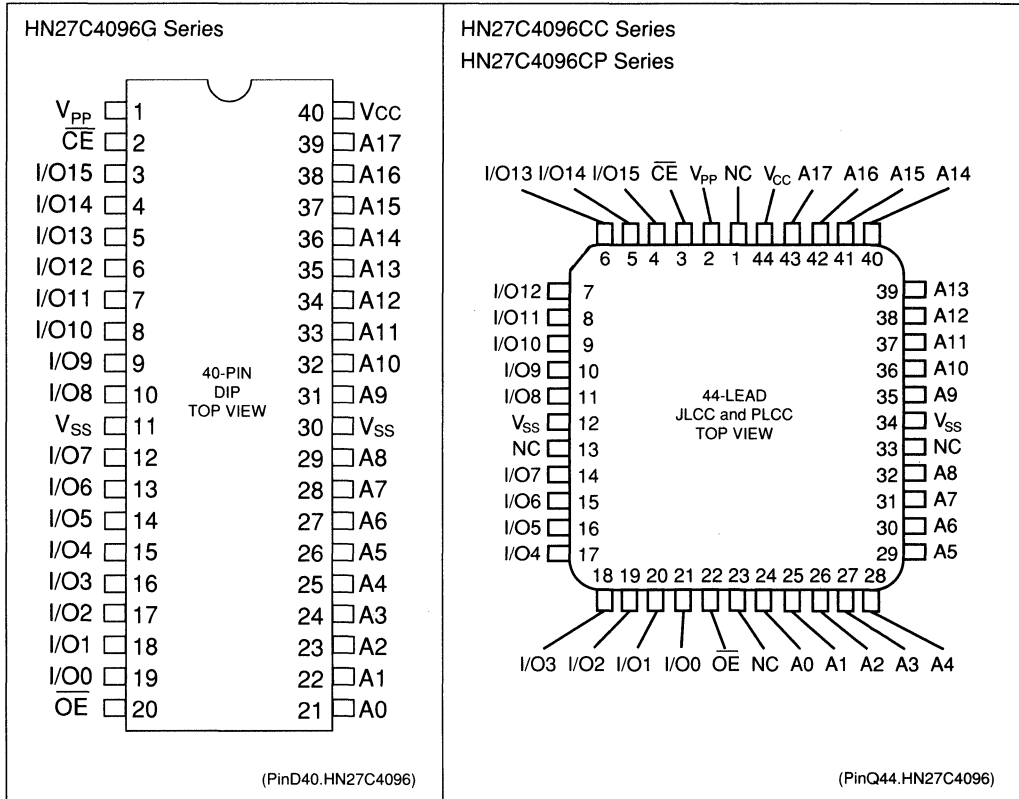 HN27C4096G Series
VPP 1 40 VCC
CE 2 39 A17
I/O15 3 38 A16
I/O14 4 37 A15
I/O13 5 36 A14
I/O12 6 35 A13
I/O11 7 34 A12
I/O10 8 33 A11
I/O9 9 32 A10
I/O8 10 31 A9
VSS 11 30 VSS
I/O7 12 29 A8
I/O6 13 28 A7
I/O5 14 27 A6
I/O4 15 26 A5
I/O3 16 25 A4
I/O2 17 24 A3
I/O1 18 23 A2
I/O0 19 22 A1
OE 20 21 A0
40-PIN
DIP
TOP VIEW
(PinD40.HN27C4096)
HN27C4096CC Series
HN27C4096CP Series
I/O13 I/O14 I/O15 CE VPP NC VCC A17 A16 A15 A14
6 5 4 3 2 1 44 43 42 41 40
I/O12 7 39 A13
I/O11 8 38 A12
I/O10 9 37 A11
I/O9 10 36 A10
I/O8 11 35 A9
VSS 12 34 VSS
NC 13 33 NC
I/O7 14 32 A8
I/O6 15 31 A7
I/O5 16 30 A6
I/O4 17 29 A5
44-LEAD
JLCC and PLCC
TOP VIEW
18 19 20 21 22 23 24 25 26 27 28
I/O3 I/O2 I/O1 I/O0 OE NC A0 A1 A2 A3 A4
(PinQ44.HN27C4096)